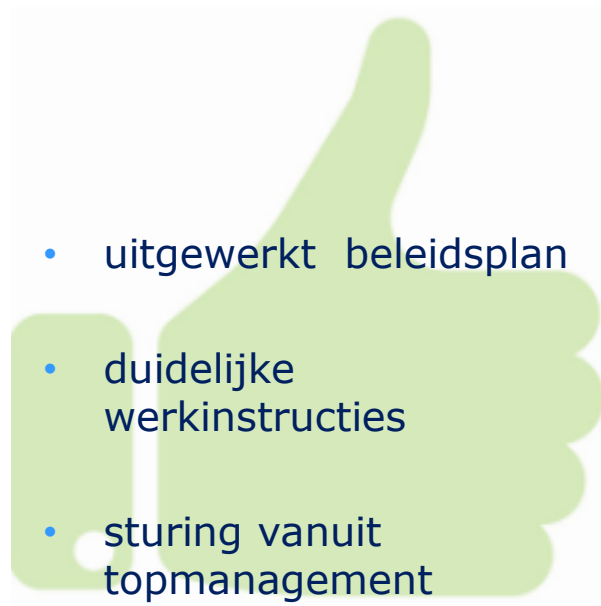 • uitgewerkt beleidsplan
• duidelijke
werkinstructies
• sturing vanuit
topmanagement